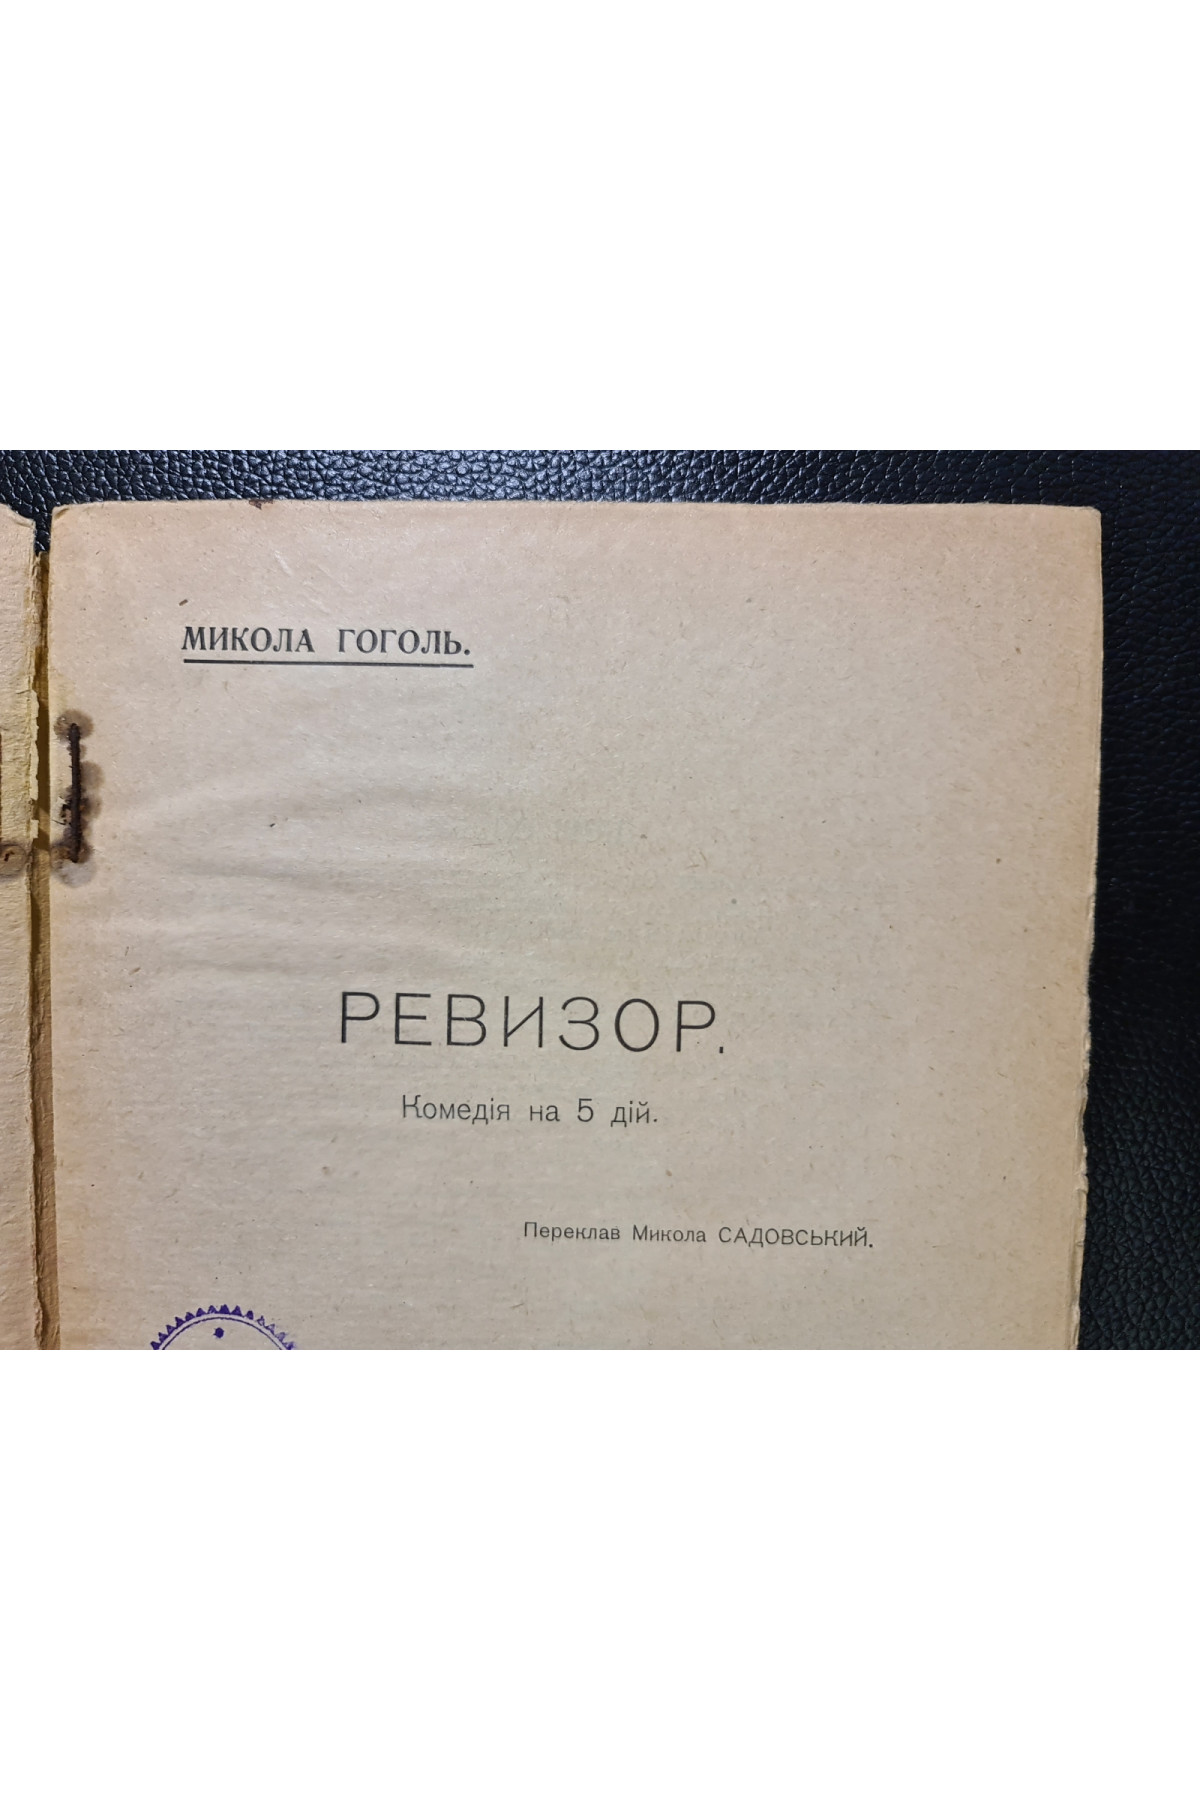 МИКОЛА ГОГОЛЬ.
РЕВИЗОР.
Комедія на 5 дій.
Переклав Микола САДОВСЬКИЙ.